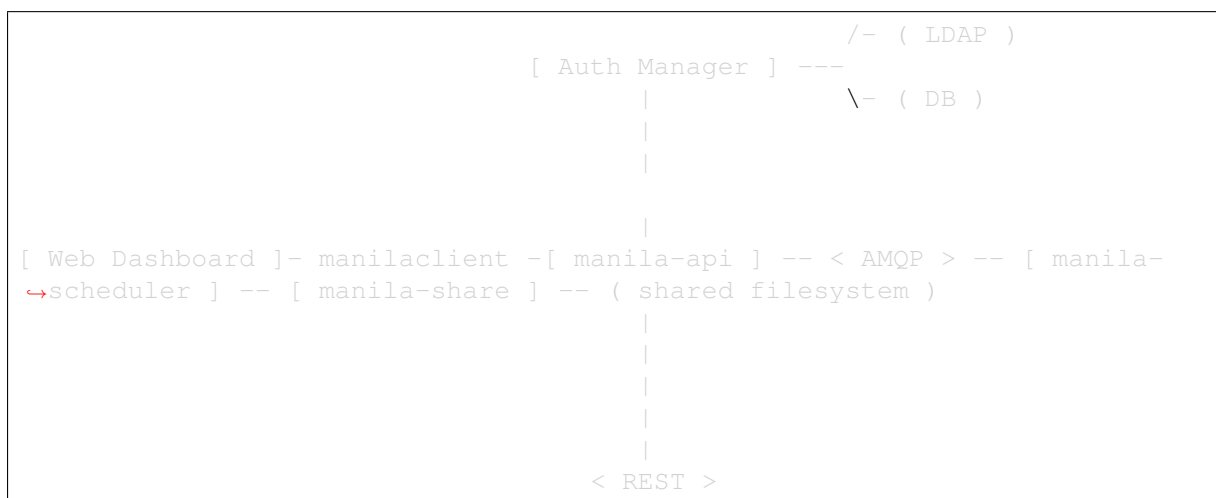 /- ( LDAP )
[ Auth Manager ] ---
| \- ( DB )
|
|
|
[ Web Dashboard ]- manilaclient -[ manila-api ] -- < AMQP > -- [ manila-
↪scheduler ] -- [ manila-share ] -- ( shared filesystem )
|
|
|
|
|
< REST >